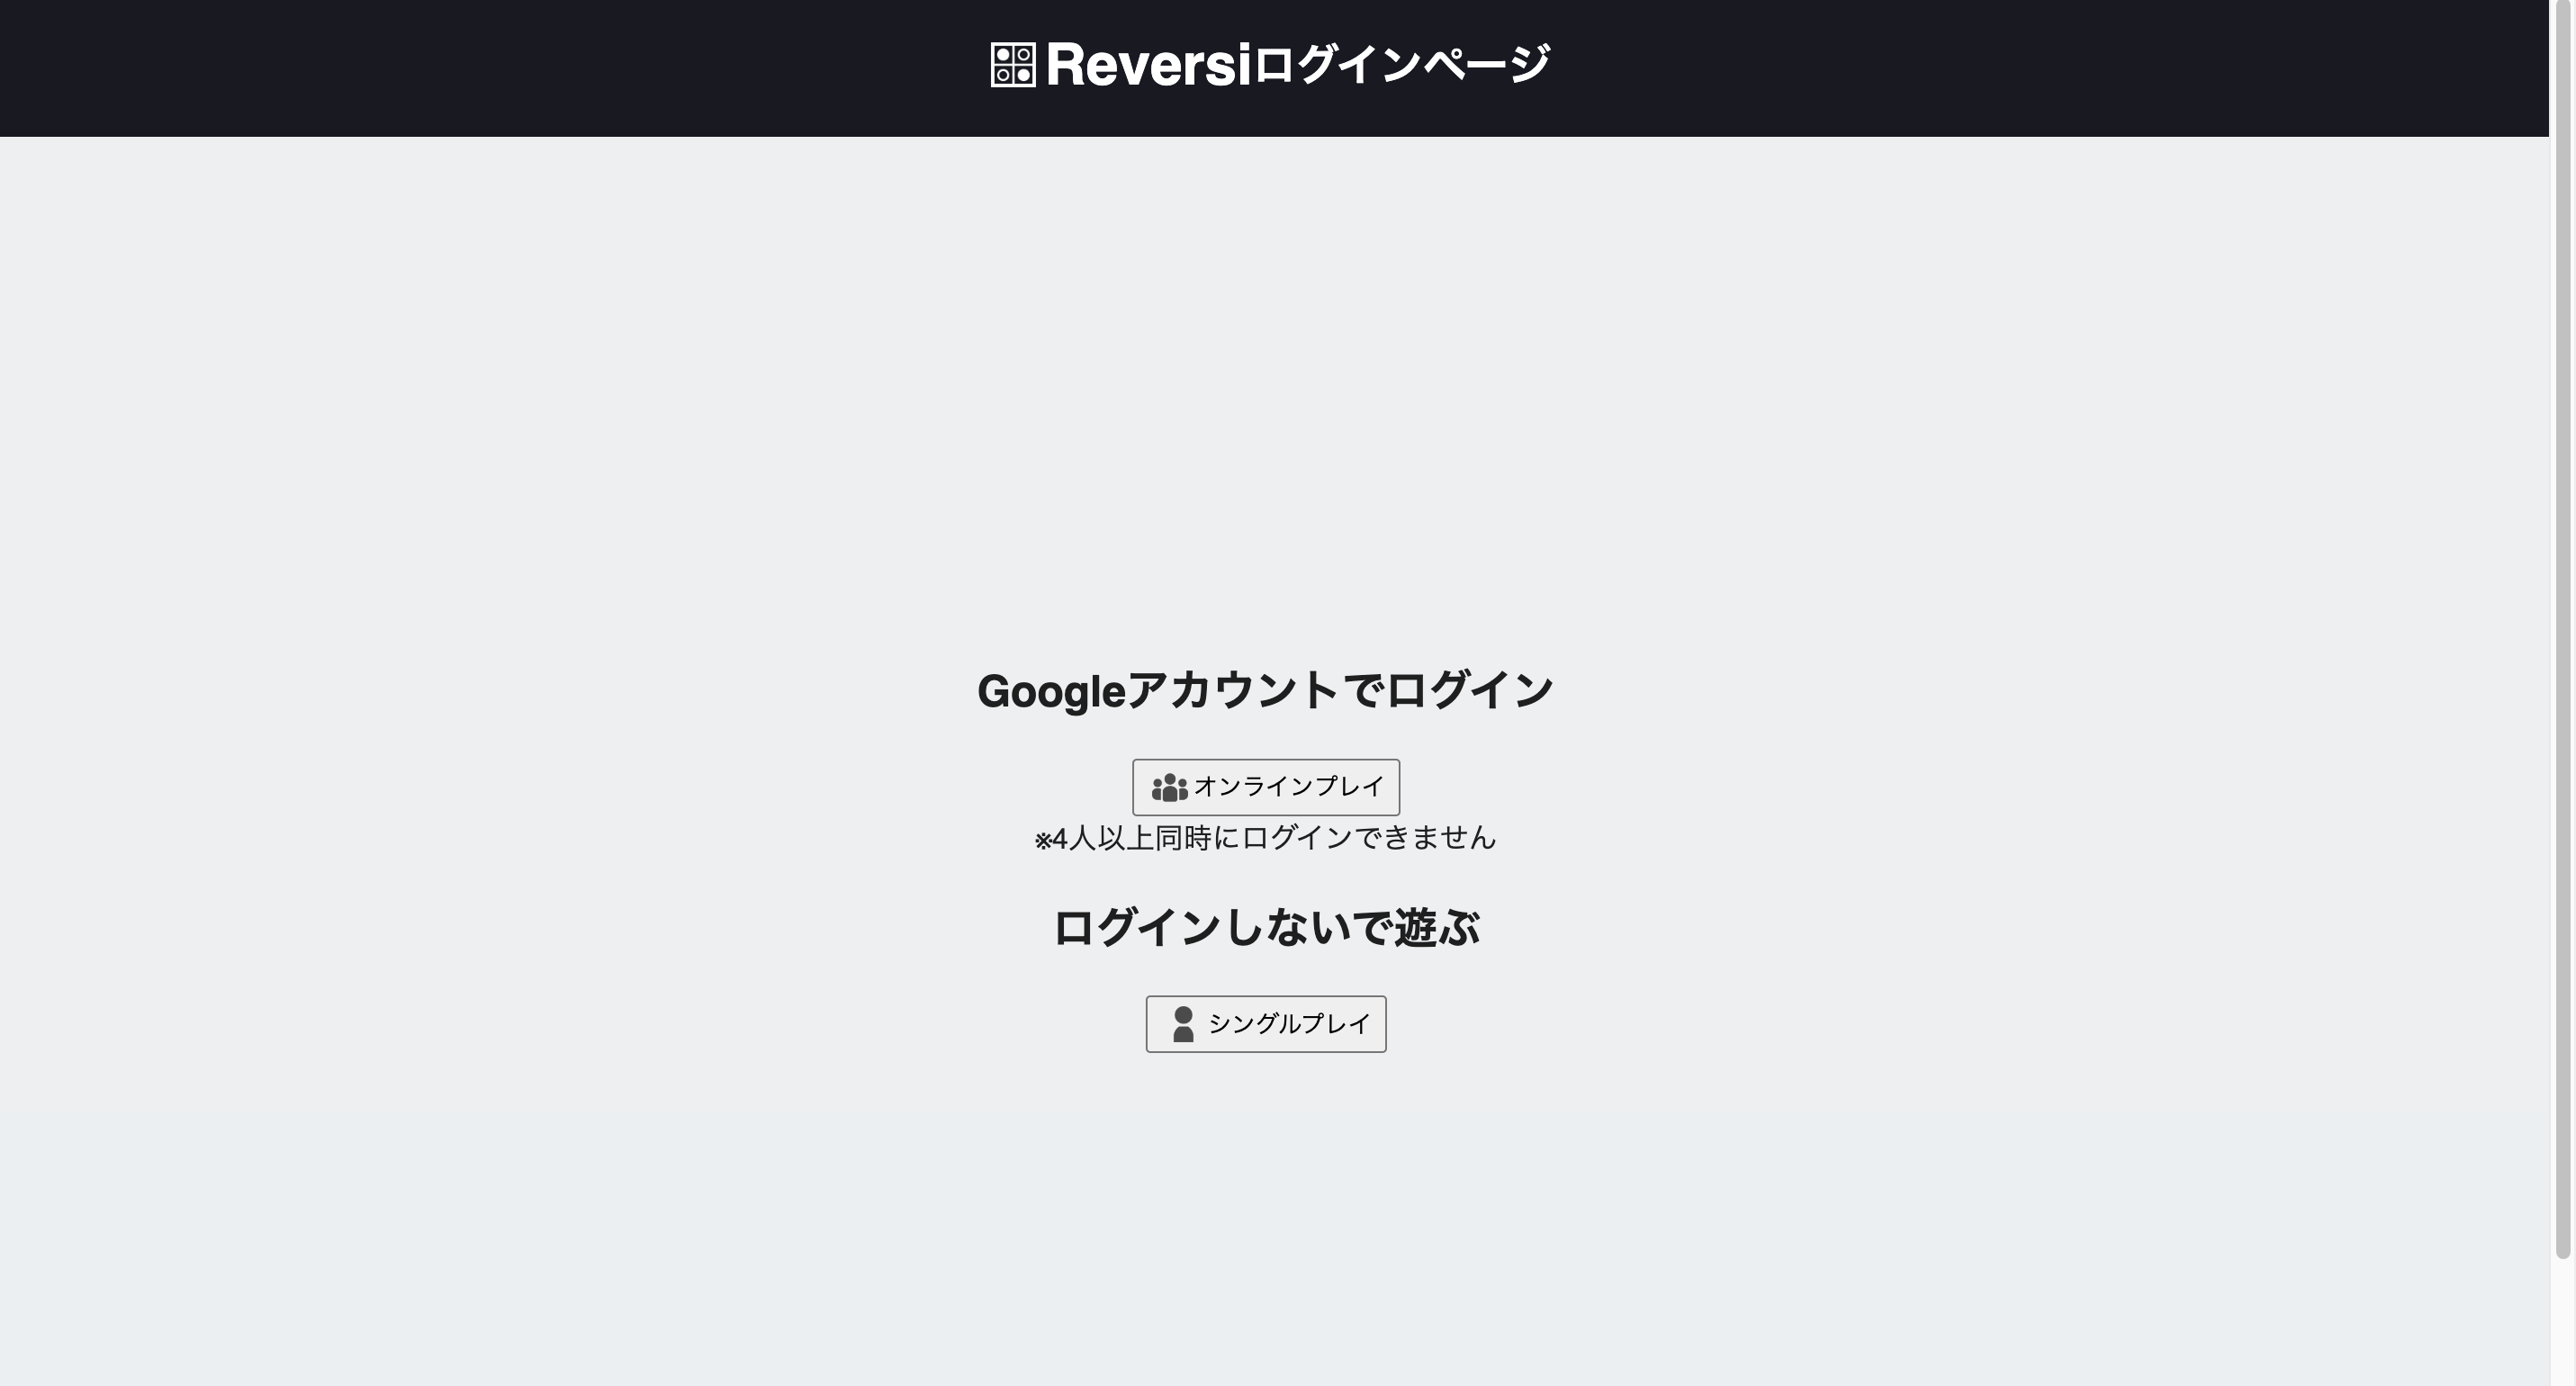 Reversiログインページ
Googleアカウントでログイン
オンラインプレイ
※4人以上同時にログインできません
ログインしないで遊ぶ
シングルプレイ